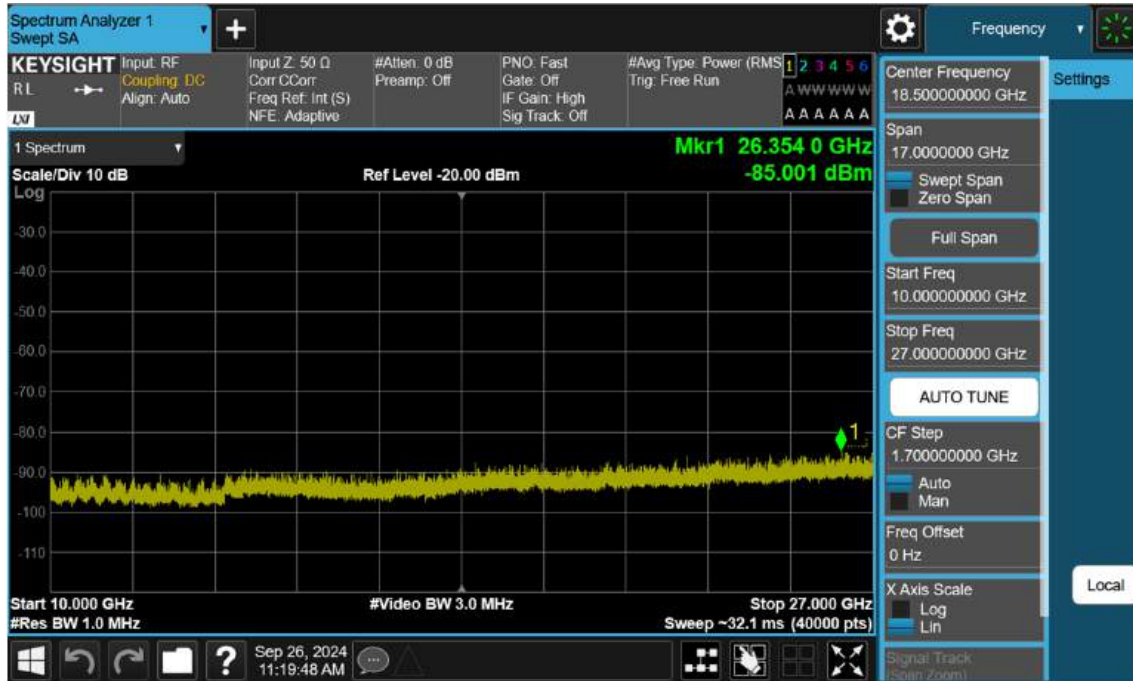 Spectrum Analyzer 1
Swept SA
+
Frequency
KEYSIGHT
RL
LXI
Input: RF
Coupling: DC
Align: Auto
Input Z: 50 Ω
Corr CCorr
Freq Ref: Int (S)
NFE: Adaptive
#Atten: 0 dB
Preamp: Off
PNO: Fast
Gate: Off
IF Gain: High
Sig Track: Off
#Avg Type: Power (RMS
Trig: Free Run
1 2 3 4 5 6
A W W W W W
A A A A A A
Center Frequency
18.500000000 GHz
Settings
1 Spectrum
Mkr1 26.354 0 GHz
Scale/Div 10 dB
Ref Level -20.00 dBm
-85.001 dBm
Log
-30.0
-40.0
-50.0
-60.0
-70.0
-80.0
-90.0
-100
-110
1
Start 10.000 GHz
#Video BW 3.0 MHz
Stop 27.000 GHz
#Res BW 1.0 MHz
Sweep ~32.1 ms (40000 pts)
Span
17.0000000 GHz
Swept Span
Zero Span
Full Span
Start Freq
10.000000000 GHz
Stop Freq
27.000000000 GHz
AUTO TUNE
CF Step
1.700000000 GHz
Auto
Man
Freq Offset
0 Hz
X Axis Scale
Log
Lin
Local
Signal Track
(Span Zoom)
?
Sep 26, 2024
11:19:48 AM